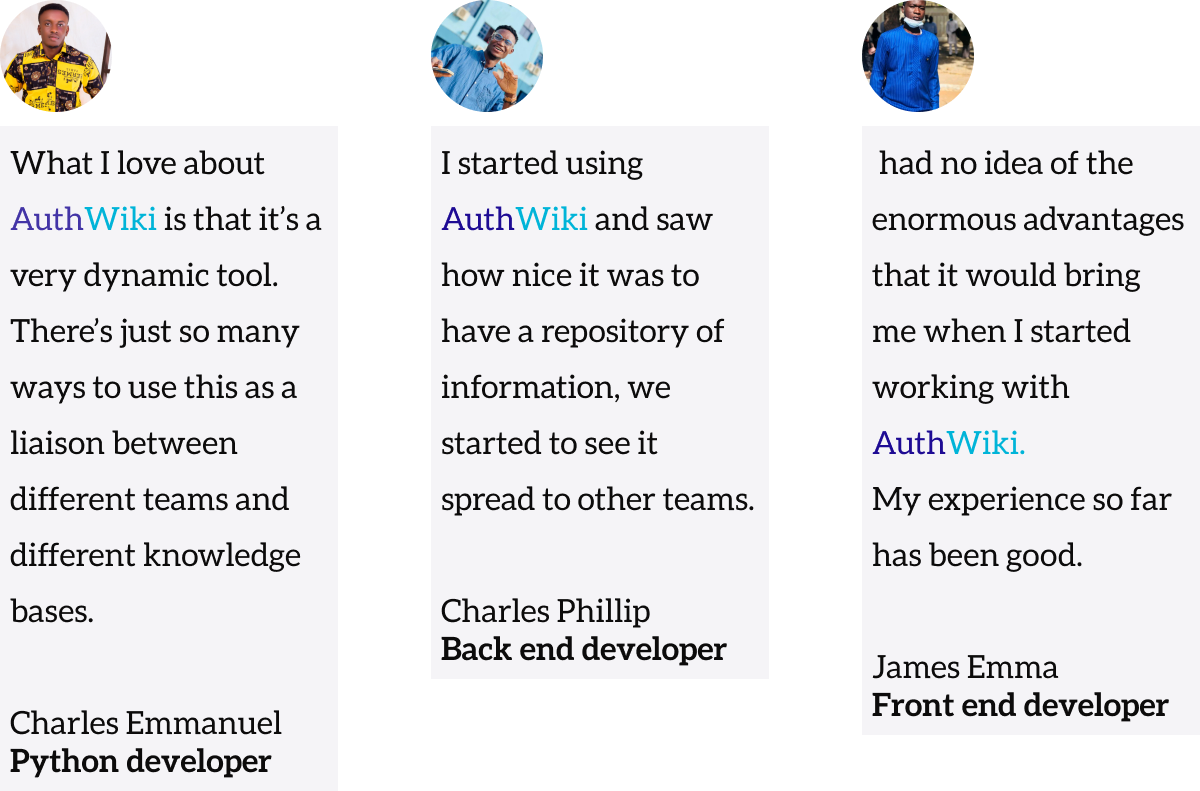 What I love about
AuthWiki is that it’s a
very dynamic tool.
There’s just so many
ways to use this as a
liaison between
different teams and
different knowledge
bases.
Charles Emmanuel
Python developer
I started using
AuthWiki and saw
how nice it was to
have a repository of
information, we
started to see it
spread to other teams.
Charles Phillip
Back end developer
had no idea of the
enormous advantages
that it would bring
me when I started
working with
AuthWiki.
My experience so far
has been good.
James Emma
Front end developer